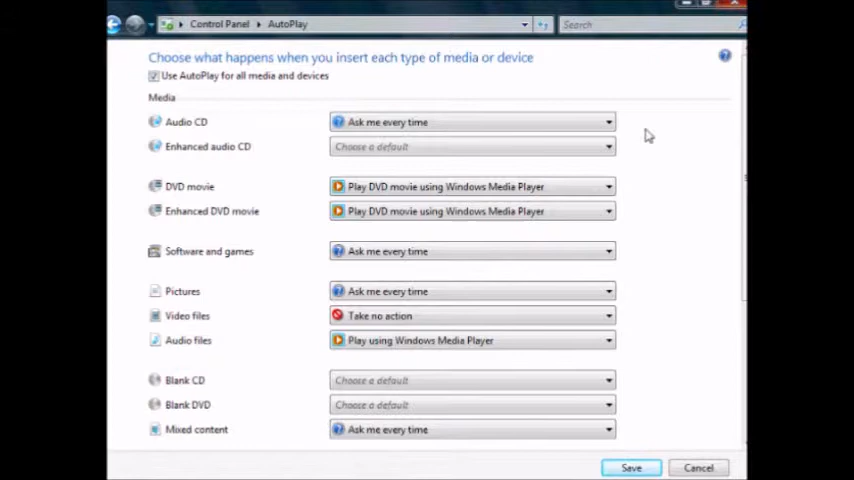 Control Panel AutoPlay Search
Choose what happens when you insert each type of media or device
Use AutoPlay for all media and devices
Media
Audio CD Ask me every time
Enhanced audio CD Choose a default
DVD movie Play DVD movie using Windows Media Player
Enhanced DVD movie Play DVD movie using Windows Media Player
Software and games Ask me every time
Pictures Ask me every time
Video files Take no action
Audio files Play using Windows Media Player
Blank CD Choose a default
Blank DVD Choose a default
Mixed content Ask me every time
Save Cancel